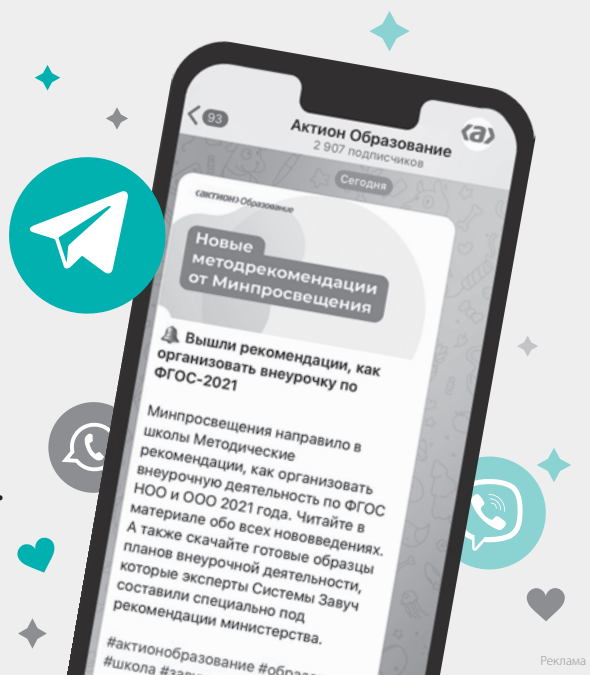 93
Актион Образование
2 907 подписчиков
Сегодня
‹актион› Образование
Новые
методрекомендации
от Минпросвещения
Вышли рекомендации, как
организовать внеурочку по
ФГОС-2021
Минпросвещения направило в
школы Методические
рекомендации, как организовать
внеурочную деятельность по ФГОС
НОО и ООО 2021 года. Читайте в
материале обо всех нововведениях.
А также скачайте готовые образцы
планов внеурочной деятельности,
которые эксперты Системы Завуч
составили специально под
рекомендации министерства.
#актионобразование
#школа
Реклама